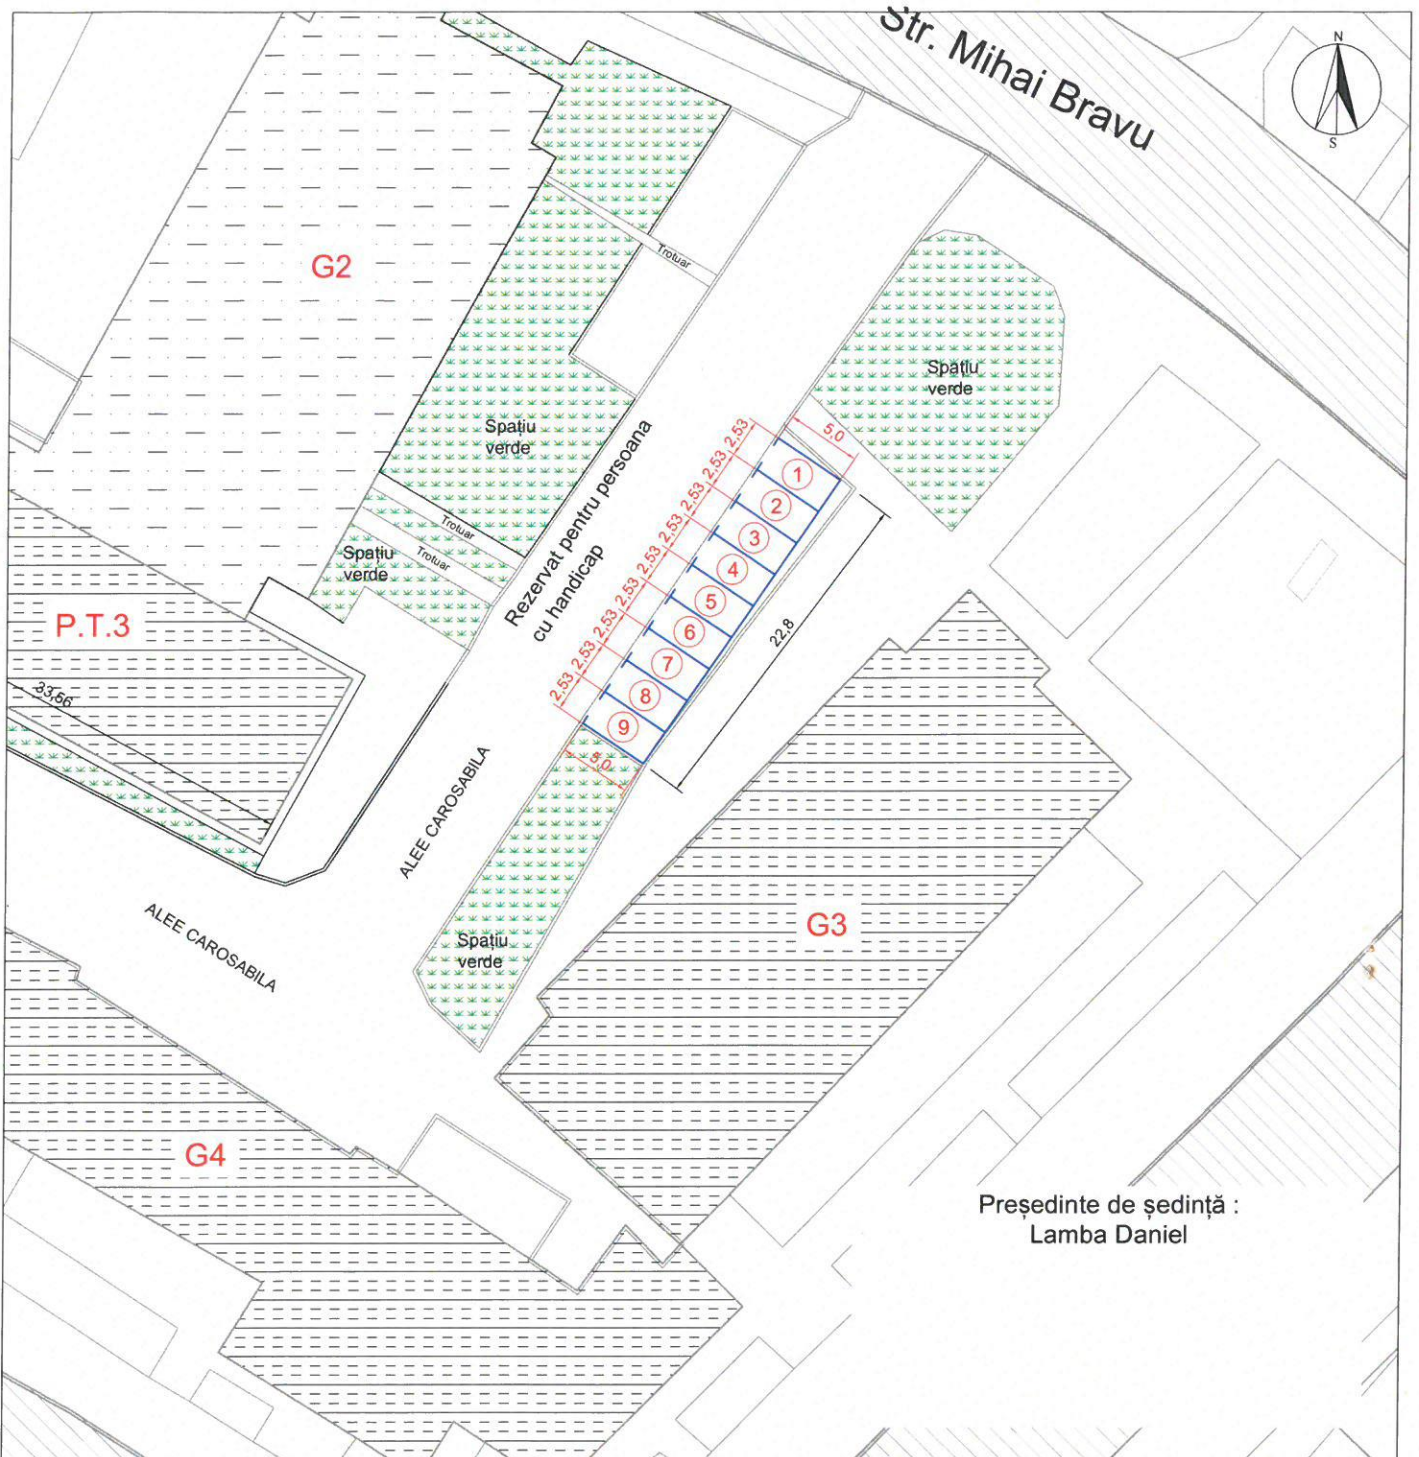 Str. Mihai Bravu
N
S
G2
Trotuar
Spațiu
verde
Spațiu
verde
Rezervat pentru persoana
cu handicap
2,53
2,53
2,53
2,53
2,53
2,53
2,53
2,53
2,53
5,0
1
2
3
4
5
6
7
8
9
22,8
5,0
Trotuar
Trotuar
Spațiu
verde
P.T.3
33,56
ALEE CAROSABILA
ALEE CAROSABILA
Spațiu
verde
G3
G4
Președinte de ședință :
Lamba Daniel